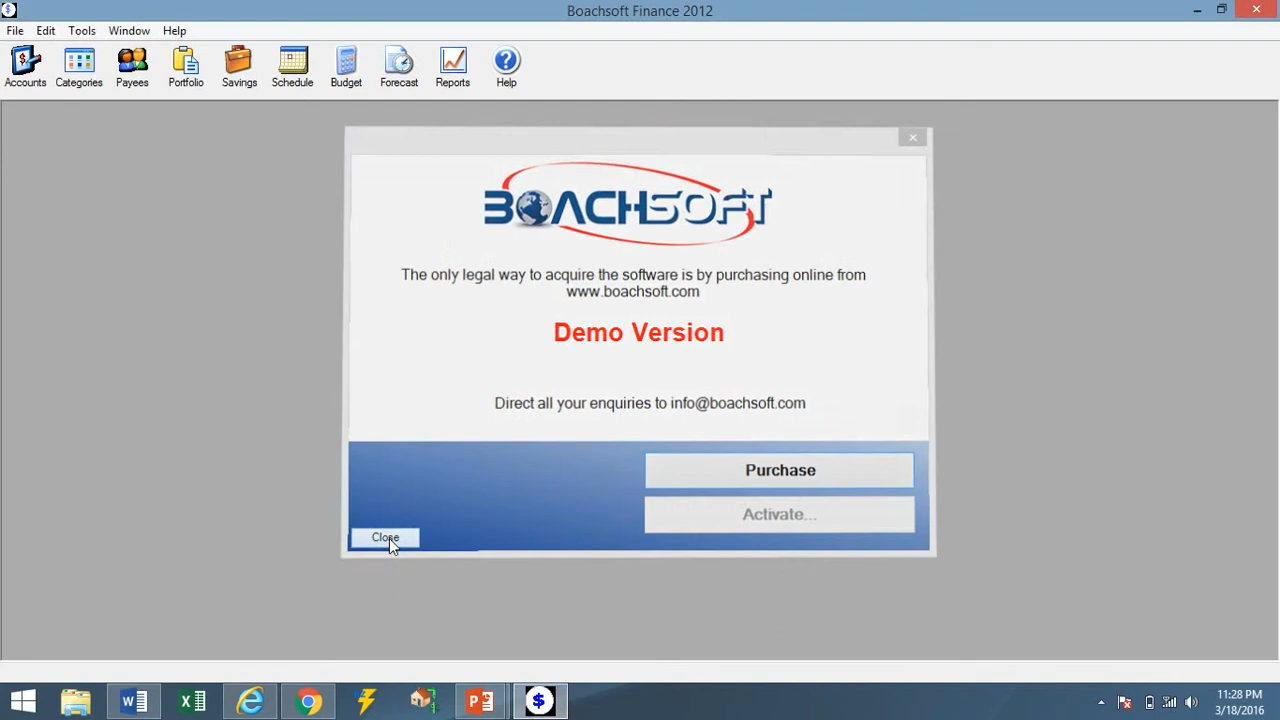 Boachsoft Finance 2012
File Edit Tools Window Help
Accounts Categories Payees Portfolio Savings Schedule Budget Forecast Reports Help
BOACHSOFT
The only legal way to acquire the software is by purchasing online from
www.boachsoft.com
Demo Version
Direct all your enquiries to info@boachsoft.com
Purchase
Activate...
Close
11:28 PM
3/18/2016